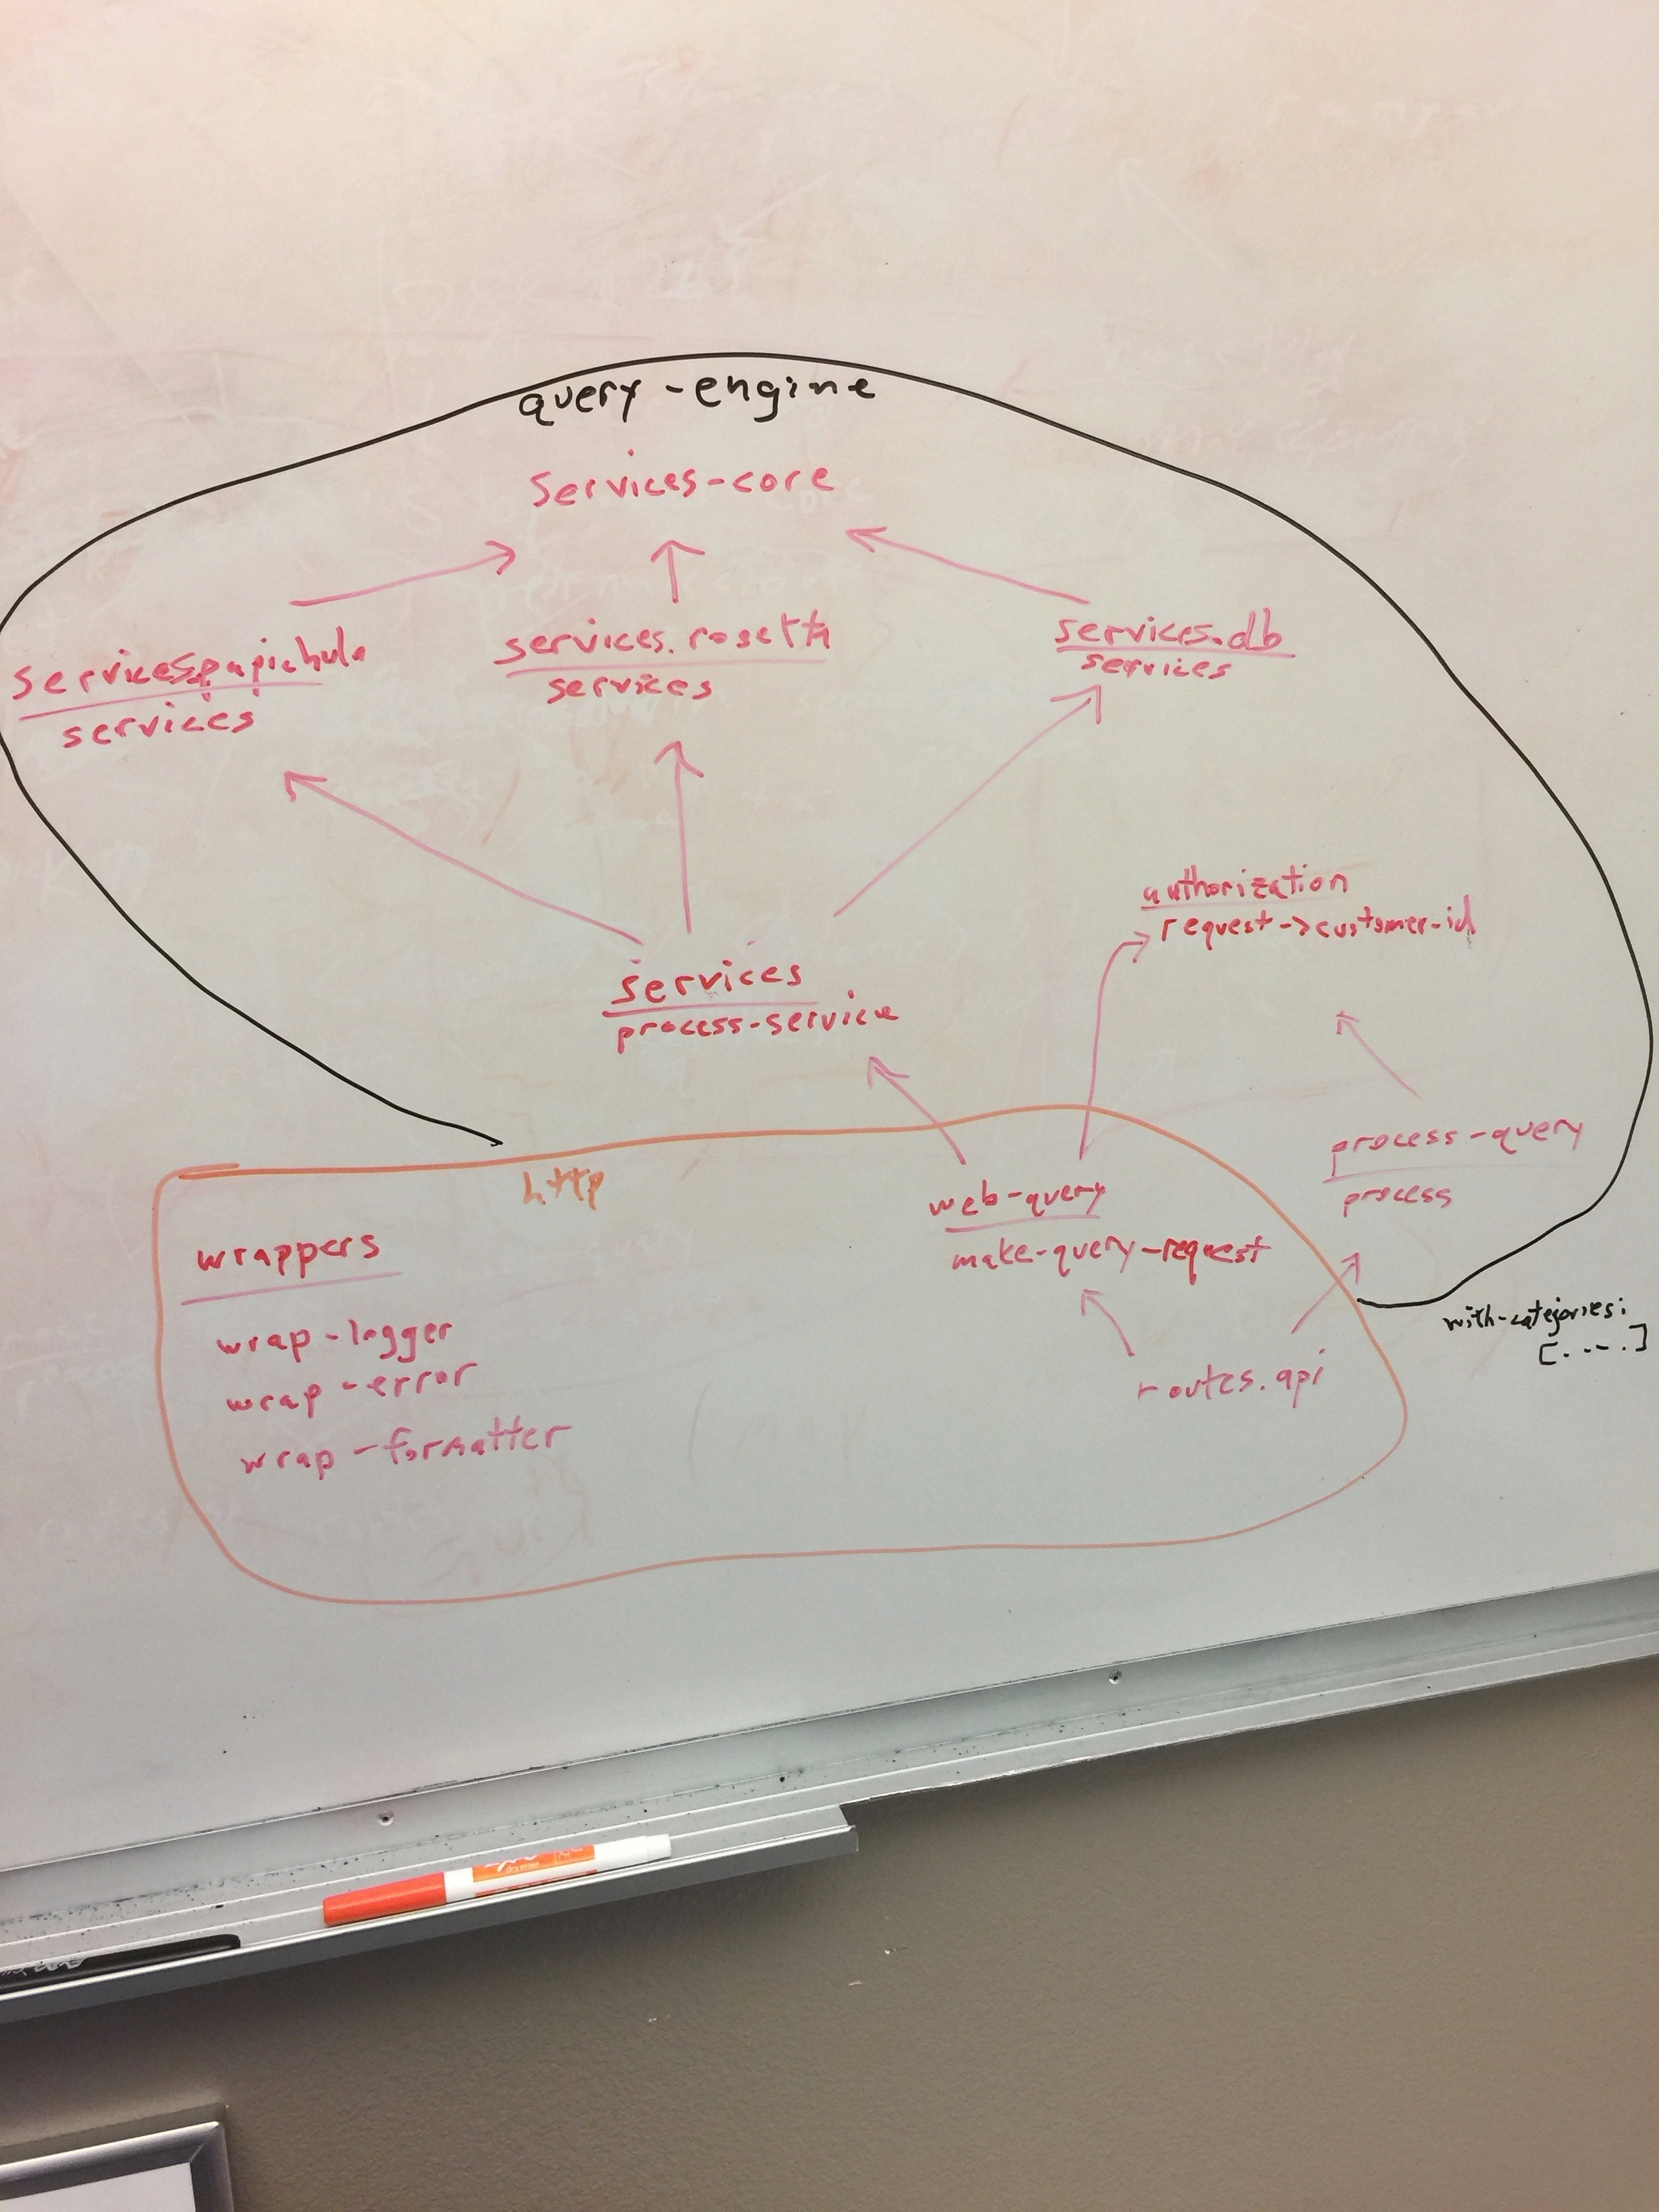 query-engine
services-core
services.papichulo
services
services.rosetta
services
services.db
services
authorization
request->customer-id
services
process-service
process-query
process
http
web-query
make-query-request
wrappers
wrap-logger
wrap-error
wrap-formatter
routes.api
with-categories:
[....]